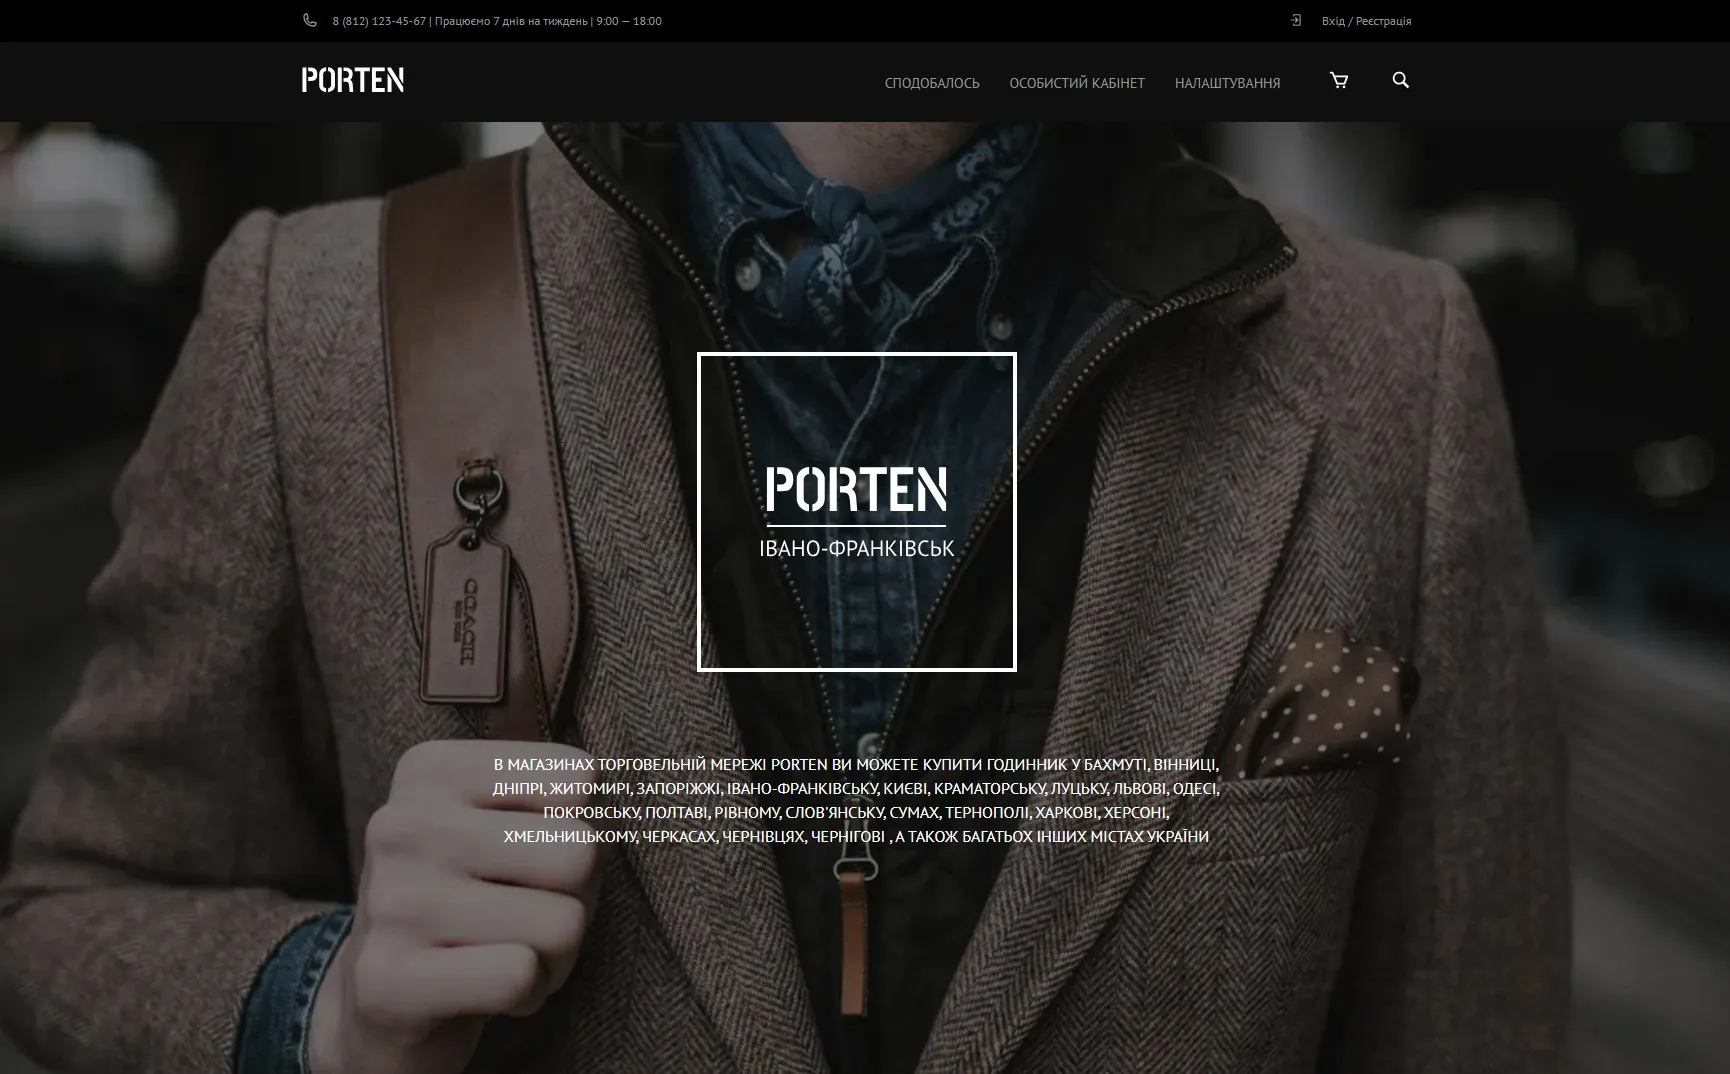 8 (812) 123-45-67 | Працюємо 7 днів на тиждень | 9:00 — 18:00
Вхід / Реєстрація
PORTEN
СПОДОБАЛОСЬ
ОСОБИСТИЙ КАБІНЕТ
НАЛАШТУВАННЯ
PORTEN
ІВАНО-ФРАНКІВСЬК
COACH
В МАГАЗИНАХ ТОРГОВЕЛЬНІЙ МЕРЕЖІ PORTEN ВИ МОЖЕТЕ КУПИТИ ГОДИННИК У БАХМУТІ, ВІННИЦІ,
ДНІПРІ, ЖИТОМИРІ, ЗАПОРІЖЖІ, ІВАНО-ФРАНКІВСЬКУ, КИЄВІ, КРАМАТОРСЬКУ, ЛУЦЬКУ, ЛЬВОВІ, ОДЕСІ,
ПОКРОВСЬКУ, ПОЛТАВІ, РІВНОМУ, СЛОВ'ЯНСЬКУ, СУМАХ, ТЕРНОПОЛІ, ХАРКОВІ, ХЕРСОНІ,
ХМЕЛЬНИЦЬКОМУ, ЧЕРКАСАХ, ЧЕРНІВЦЯХ, ЧЕРНІГОВІ , А ТАКОЖ БАГАТЬОХ ІНШИХ МІСТАХ УКРАЇНИ